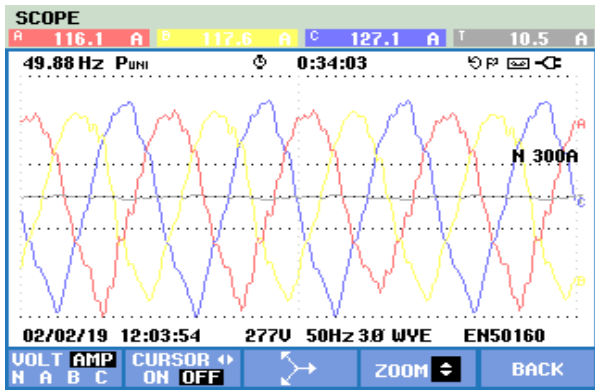 SCOPE
A 116.1 A B 117.6 A C 127.1 A T 10.5 A
49.88 Hz PUNI 0:34:03
A
N 300A
C
B
02/02/19 12:03:54 277V 50Hz 3.0 WYE EN50160
VOLT AMP CURSOR ZOOM BACK
N A B C ON OFF